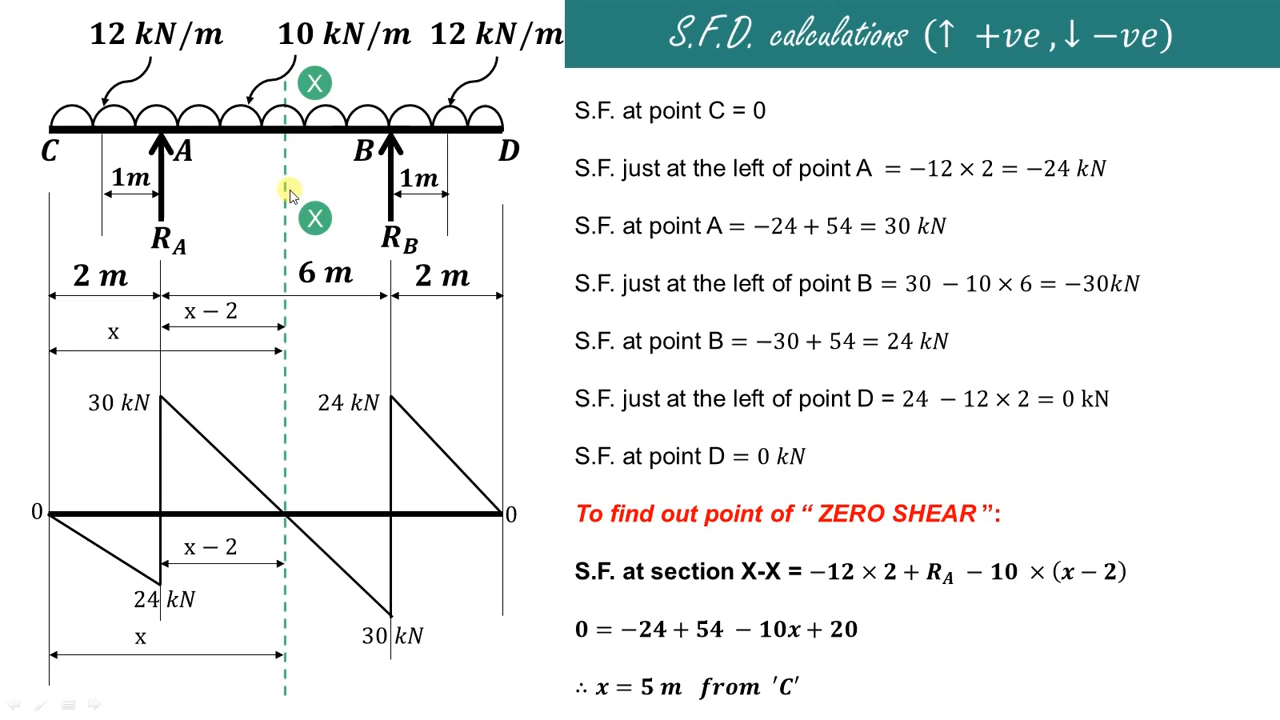 12 kN/m 10 kN/m 12 kN/m
X
C A B D
1m 1m
X
R_A R_B
2 m 6 m 2 m
x − 2
x
30 kN 24 kN
0 0
x − 2
24 kN
x 30 kN
S.F.D. calculations (↑ +ve ,↓ −ve)
S.F. at point C = 0
S.F. just at the left of point A = −12 × 2 = −24 kN
S.F. at point A = −24 + 54 = 30 kN
S.F. just at the left of point B = 30 − 10 × 6 = −30kN
S.F. at point B = −30 + 54 = 24 kN
S.F. just at the left of point D = 24 − 12 × 2 = 0 kN
S.F. at point D = 0 kN
To find out point of “ ZERO SHEAR ”:
S.F. at section X-X = −12 × 2 + R_A − 10 × (x − 2)
0 = −24 + 54 − 10x + 20
∴ x = 5 m from ′C′